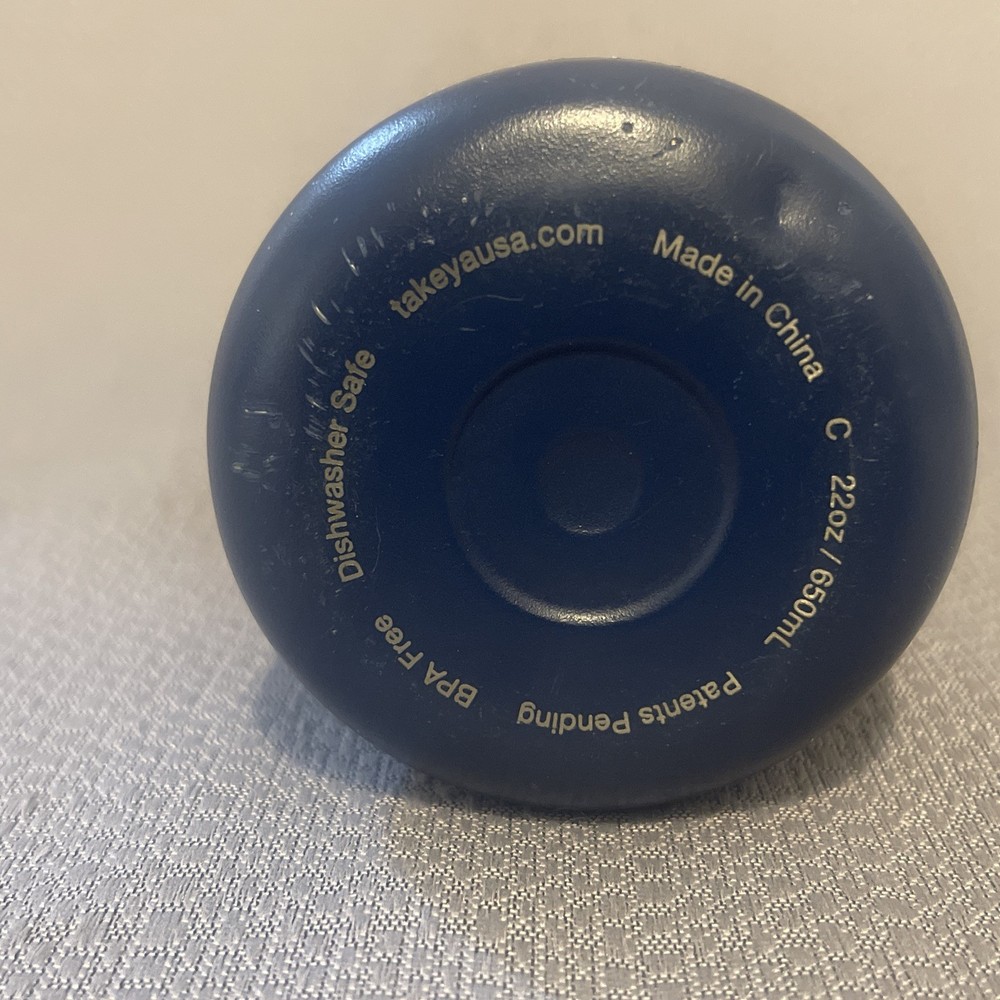 takeyausa.com
Made in China
C
22oz / 650mL
Patents Pending
BPA Free
Dishwasher Safe